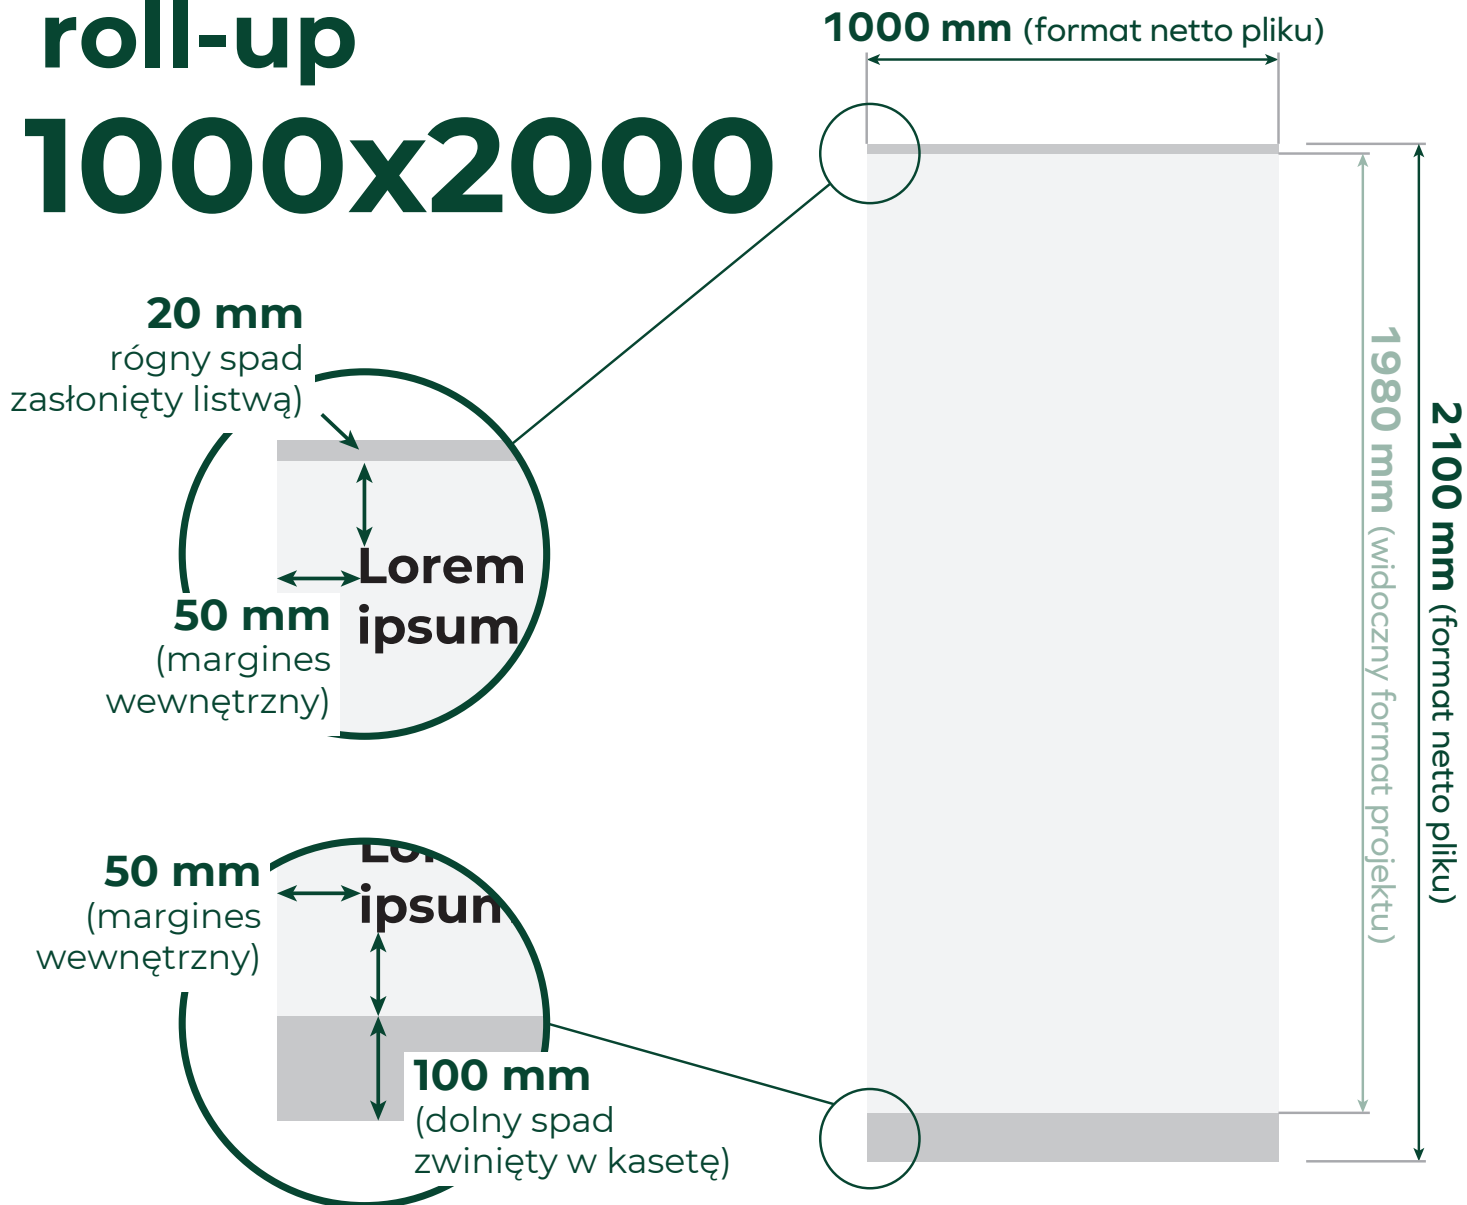 roll-up
1000x2000
1000 mm (format netto pliku)
20 mm
rógny spad
zasłonięty listwą)
Lorem
ipsum
50 mm
(margines
wewnętrzny)
1980 mm (widoczny format projektu)
2100 mm (format netto pliku)
50 mm
(margines
wewnętrzny)
Lor
ipsum
100 mm
(dolny spad
zwinięty w kasetę)